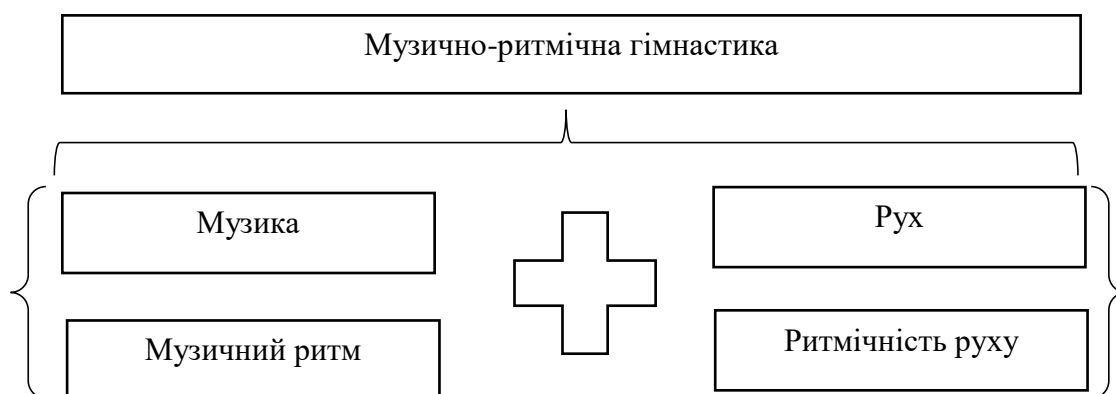 Музично-ритмічна гімнастика
Музика
Рух
Музичний ритм
Ритмічність руху